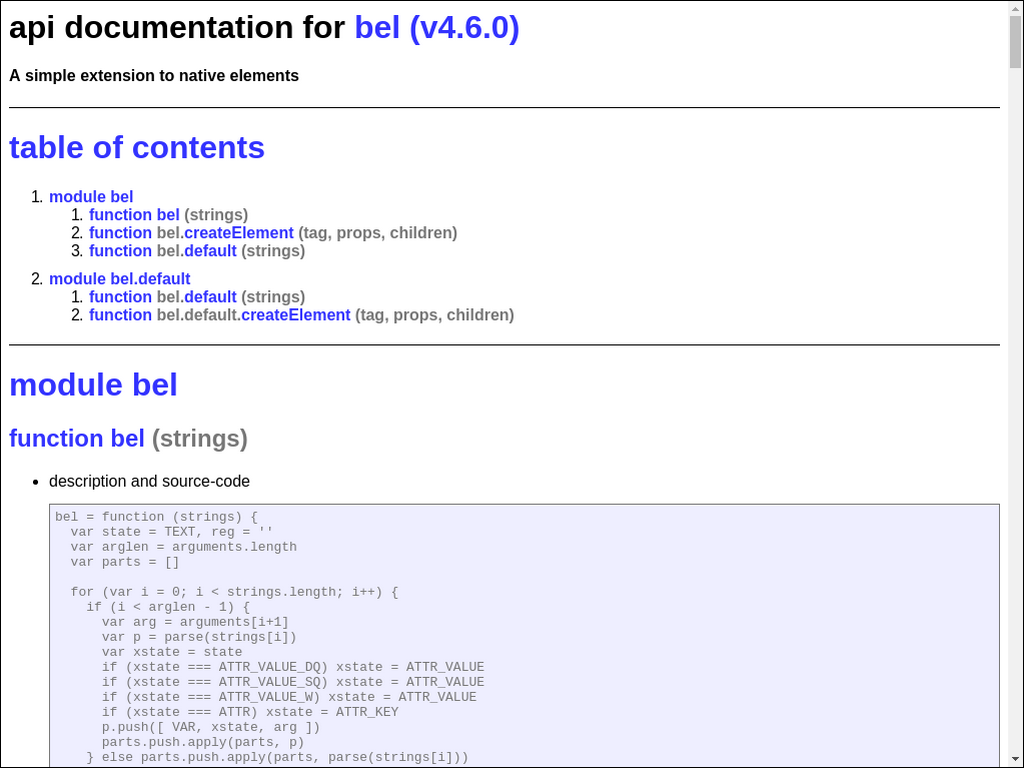 api documentation for bel (v4.6.0)
A simple extension to native elements
table of contents
1. module bel
1. function bel (strings)
2. function bel.createElement (tag, props, children)
3. function bel.default (strings)
2. module bel.default
1. function bel.default (strings)
2. function bel.default.createElement (tag, props, children)
module bel
function bel (strings)
• description and source-code
bel = function (strings) {
  var state = TEXT, reg = ''
  var arglen = arguments.length
  var parts = []
  for (var i = 0; i < strings.length; i++) {
    if (i < arglen - 1) {
      var arg = arguments[i+1]
      var p = parse(strings[i])
      var xstate = state
      if (xstate === ATTR_VALUE_DQ) xstate = ATTR_VALUE
      if (xstate === ATTR_VALUE_SQ) xstate = ATTR_VALUE
      if (xstate === ATTR_VALUE_W) xstate = ATTR_VALUE
      if (xstate === ATTR) xstate = ATTR_KEY
      p.push([ VAR, xstate, arg ])
      parts.push.apply(parts, p)
    } else parts.push.apply(parts, parse(strings[i]))